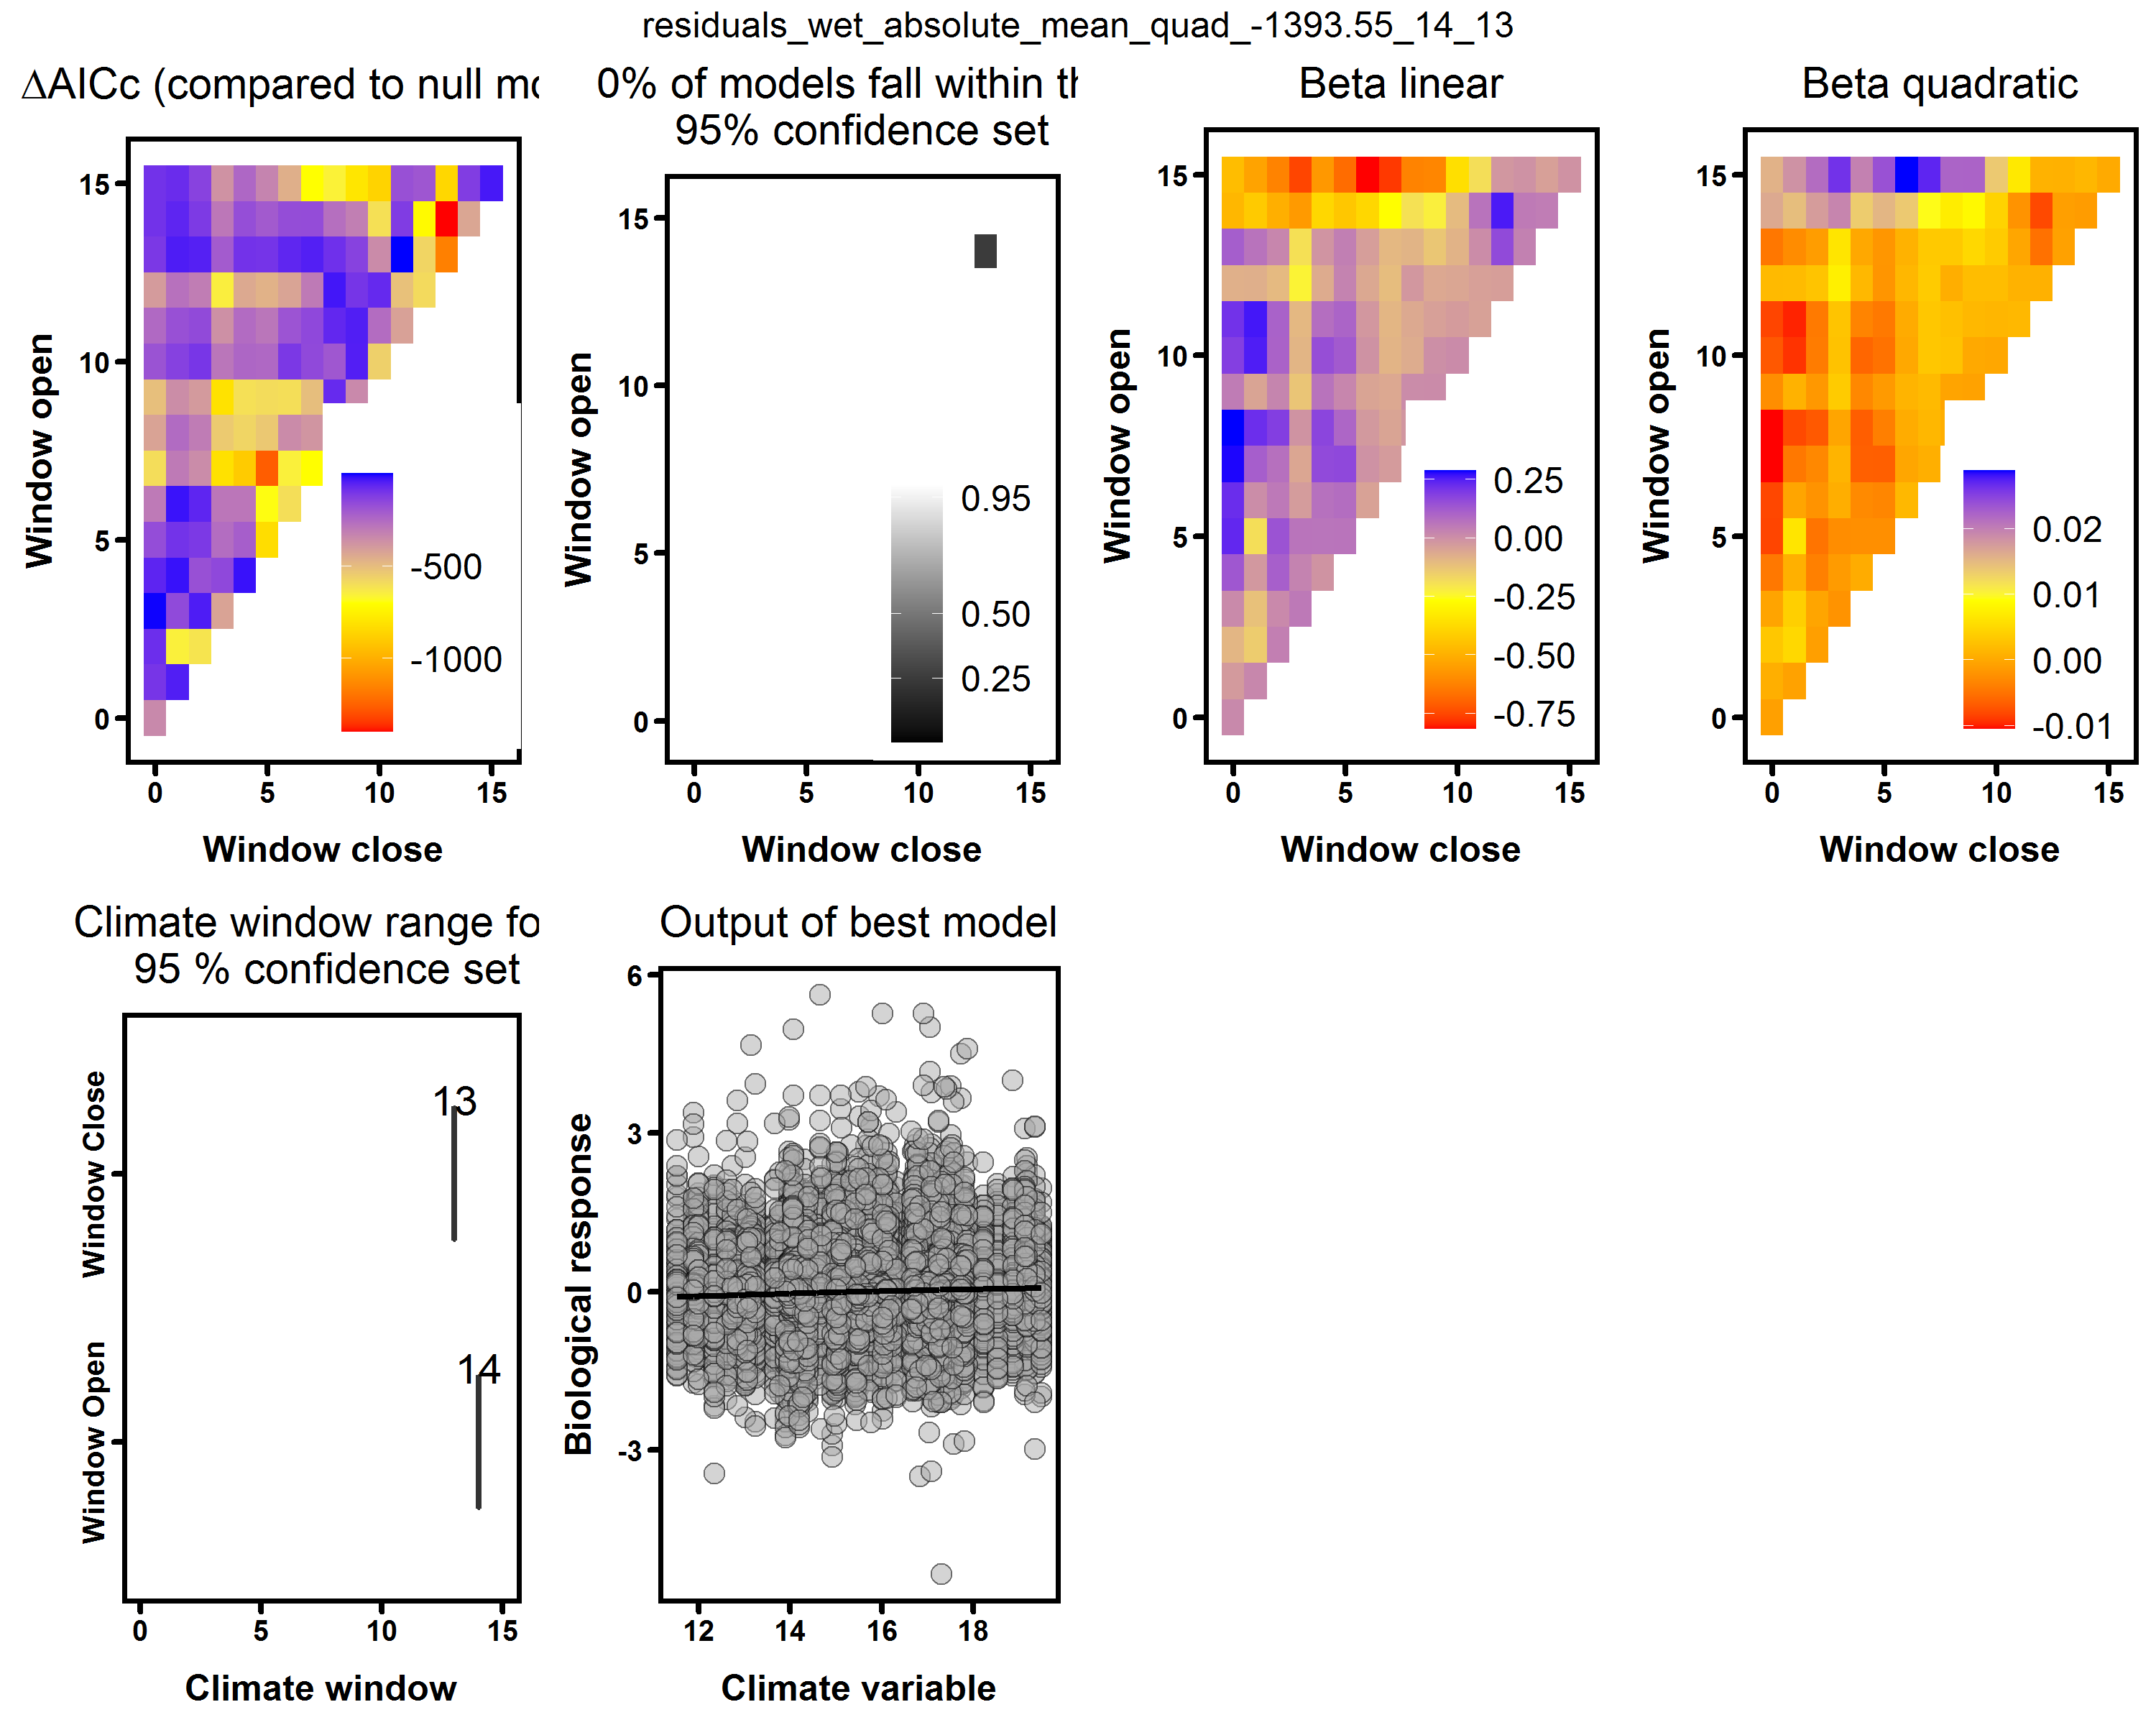 residuals_wet_absolute_mean_quad_-1393.55_14_13
ΔAICc (compared to null mo
15
10
5
0
-500
-1000
0 5 10 15
Window open
Window close
0% of models fall within th
95% confidence set
15
10
5
0
0.95
0.50
0.25
0 5 10 15
Window open
Window close
Beta linear
15
10
5
0
0.25
0.00
-0.25
-0.50
-0.75
0 5 10 15
Window open
Window close
Beta quadratic
15
10
5
0
0.02
0.01
0.00
-0.01
0 5 10 15
Window open
Window close
Climate window range fo
95 % confidence set
Window Close
Window Open
13
14
0 5 10 15
Climate window
Output of best model
6
3
0
-3
12 14 16 18
Biological response
Climate variable